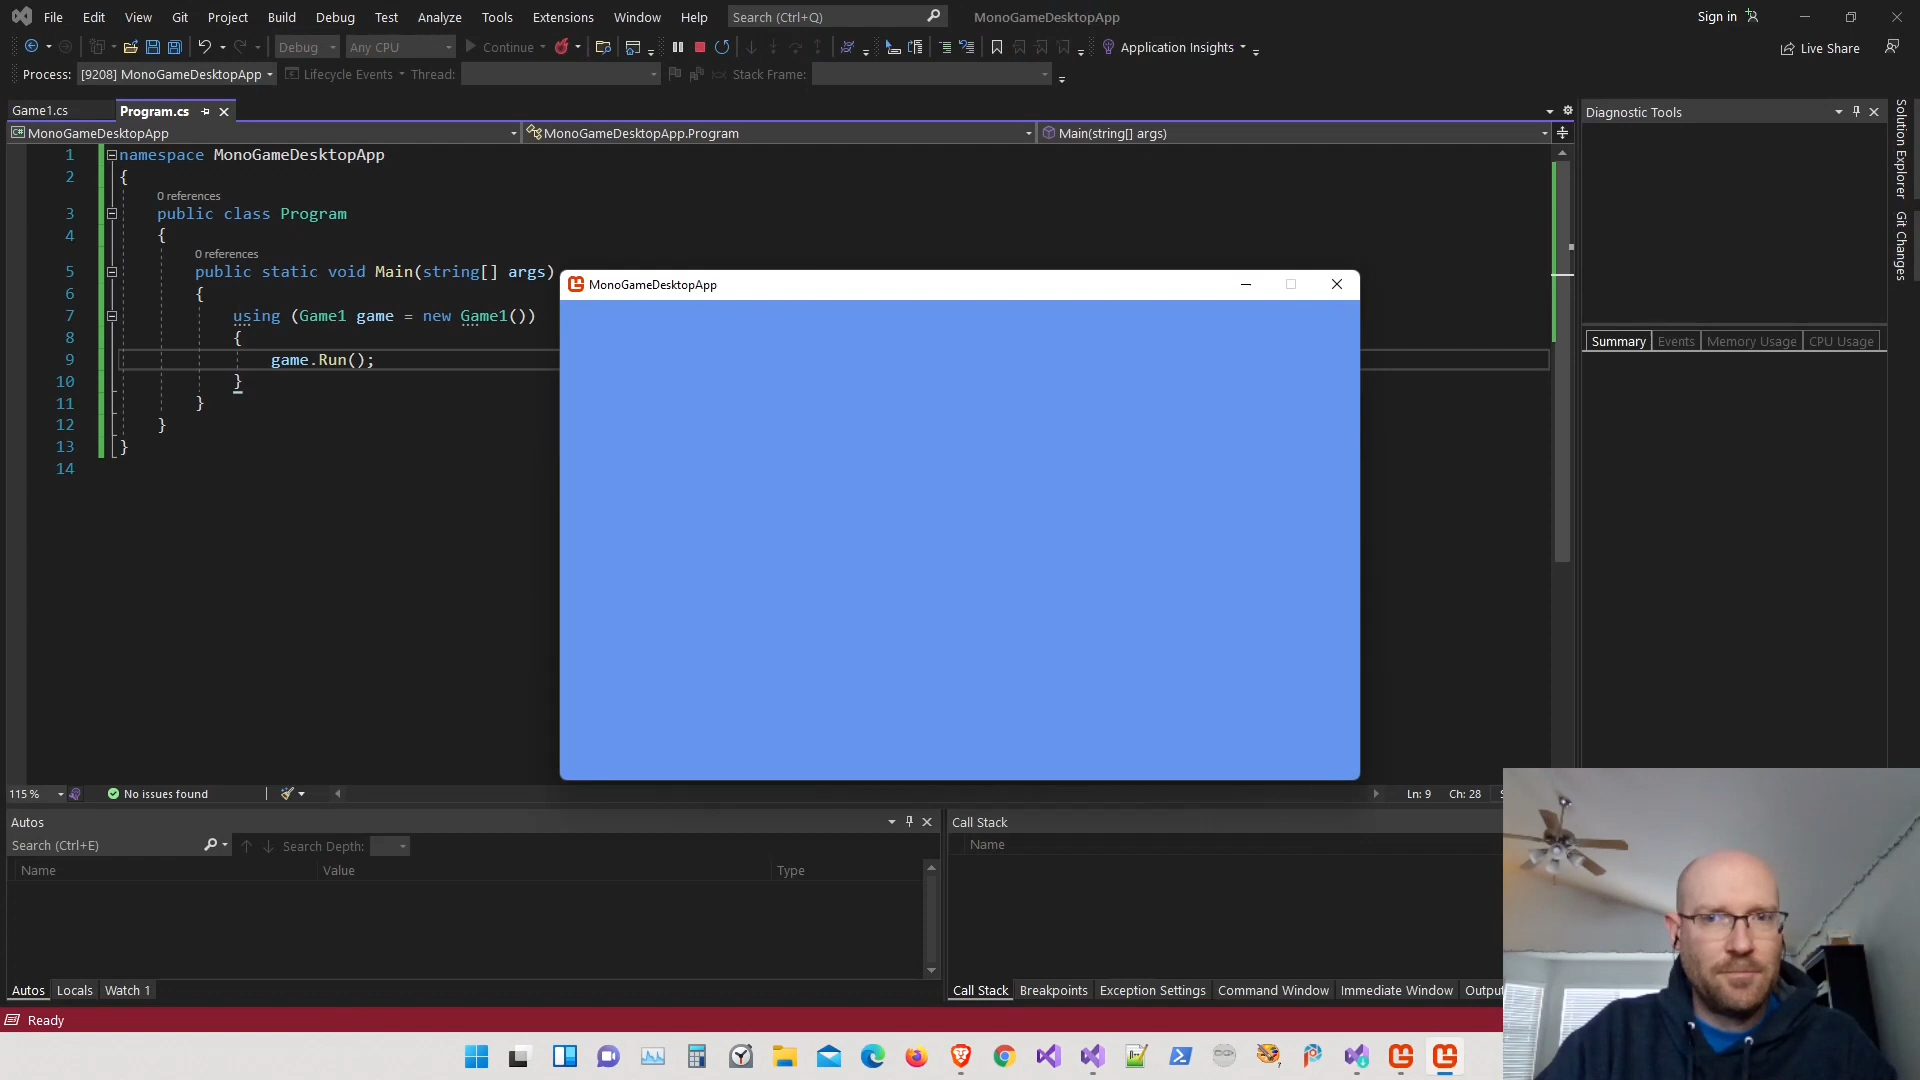 File Edit View Git Project Build Debug Test Analyze Tools Extensions Window Help Search (Ctrl+Q) MonoGameDesktopApp Sign in
Debug Any CPU Continue Application Insights Live Share
Process: [9208] MonoGameDesktopApp Lifecycle Events Thread: Stack Frame:
Game1.cs Program.cs
MonoGameDesktopApp MonoGameDesktopApp.Program Main(string[] args)
1 namespace MonoGameDesktopApp
2 {
0 references
3 public class Program
4 {
0 references
5 public static void Main(string[] args)
6 {
7 using (Game1 game = new Game1())
8 {
9 game.Run();
10 }
11 }
12 }
13 }
14
MonoGameDesktopApp
Diagnostic Tools
Summary Events Memory Usage CPU Usage
Solution Explorer
Git Changes
115 % No issues found Ln: 9 Ch: 28
Autos
Search (Ctrl+E) Search Depth:
Name Value Type
Autos Locals Watch 1
Call Stack
Name
Call Stack Breakpoints Exception Settings Command Window Immediate Window Output
Ready